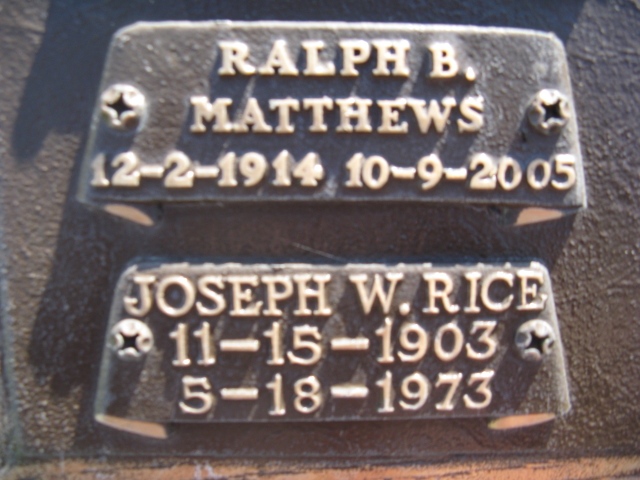 RALPH B.
MATTHEWS
12-2-1914 10-9-2005
JOSEPH W. RICE
11-15-1903
5-18-1973